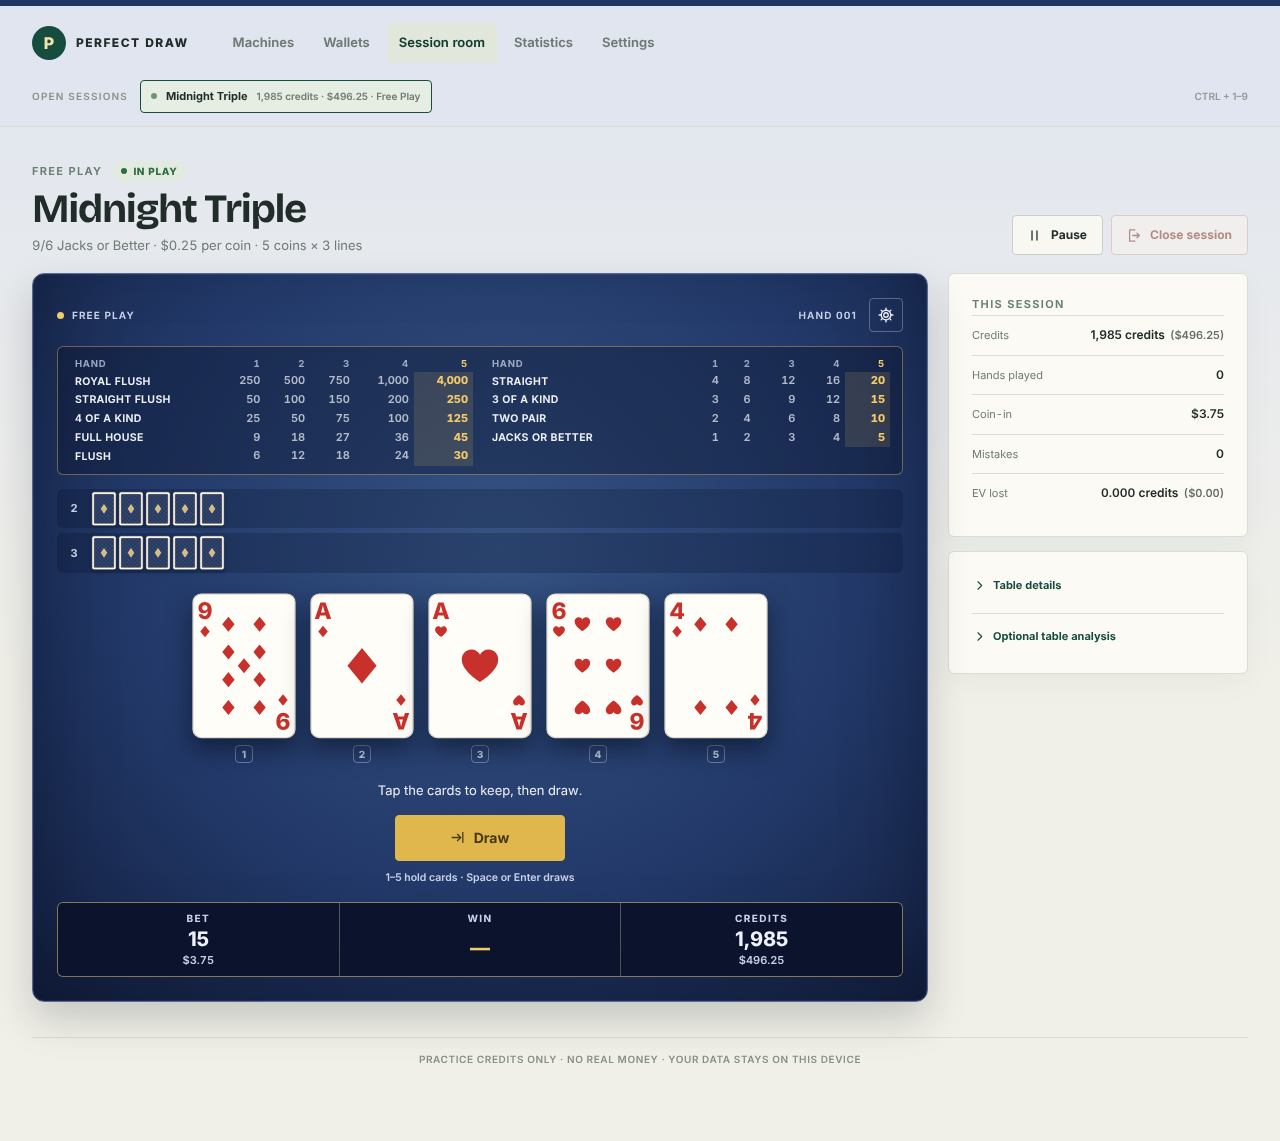 P PERFECT DRAW Machines Wallets Session room Statistics Settings
OPEN SESSIONS Midnight Triple 1,985 credits · $496.25 · Free Play CTRL + 1–9
FREE PLAY IN PLAY
Midnight Triple
9/6 Jacks or Better · $0.25 per coin · 5 coins × 3 lines
Pause Close session
FREE PLAY HAND 001
HAND 1 2 3 4 5 HAND 1 2 3 4 5
ROYAL FLUSH 250 500 750 1,000 4,000 STRAIGHT 4 8 12 16 20
STRAIGHT FLUSH 50 100 150 200 250 3 OF A KIND 3 6 9 12 15
4 OF A KIND 25 50 75 100 125 TWO PAIR 2 4 6 8 10
FULL HOUSE 9 18 27 36 45 JACKS OR BETTER 1 2 3 4 5
FLUSH 6 12 18 24 30
2
3
9 A A 6 4
9 A A 6 4
1 2 3 4 5
Tap the cards to keep, then draw.
Draw
1–5 hold cards · Space or Enter draws
BET WIN CREDITS
15 — 1,985
$3.75 $496.25
THIS SESSION
Credits 1,985 credits ($496.25)
Hands played 0
Coin-in $3.75
Mistakes 0
EV lost 0.000 credits ($0.00)
Table details
Optional table analysis
PRACTICE CREDITS ONLY · NO REAL MONEY · YOUR DATA STAYS ON THIS DEVICE